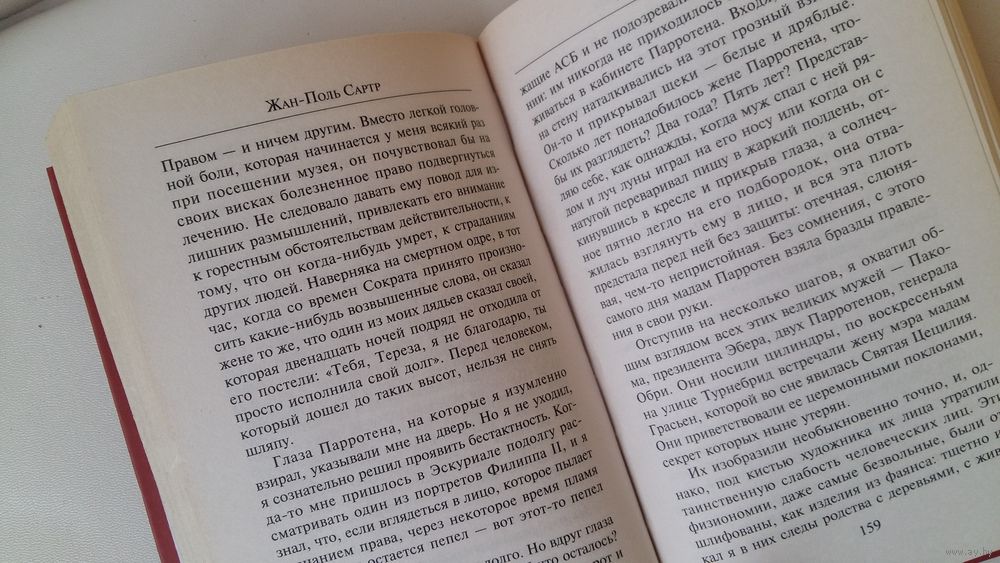 Жан-Поль Сартр
Правом — и ничем другим. Вместо легкой голов-
ной боли, которая начинается у меня всякий раз
при посещении музея, он почувствовал бы на
своих висках болезненное право подвергнуться
лечению. Не следовало давать ему повод для из-
лишних размышлений, привлекать его внимание
к горестным обстоятельствам действительности, к
тому, что он когда-нибудь умрет, к страданиям
других людей. Наверняка на смертном одре, в тот
час, когда со времен Сократа принято произно-
сить какие-нибудь возвышенные слова, он сказал
жене то же, что один из моих дядьев сказал своей,
которая двенадцать ночей подряд не отходила от
его постели: «Тебя, Тереза, я не благодарю, ты
просто исполнила свой долг». Перед человеком,
который дошел до таких высот, нельзя не снять
шляпу.
Глаза Парротена, на которые я изумленно
взирал, указывали мне на дверь. Но я не уходил,
я сознательно решил проявить бестактность. Ког-
да-то мне пришлось в Эскуриале подолгу рас-
сматривать один из портретов Филиппа II, и я
знал, что, если вглядеться в лицо, которое пылает
знанием права, через некоторое время пламя
остается пепел — вот этот-то пепел
долго. Но вдруг глаза
что осталось?
рот и
жащие АСБ и не подозревал
нии: им никогда не приходилось
живаться в кабинете Парротена. Входя,
на стену наталкивались на этот грозный
Он-то и прикрывал щеки — белые и дряблые.
Сколько лет понадобилось жене Парротена, что-
бы их разглядеть? Два года? Пять лет? Представ-
ляю себе, как однажды, когда муж спал с ней ря-
дом и луч луны играл на его носу или когда он с
натугой переваривал пищу в жаркий полдень, от-
кинувшись в кресле и прикрыв глаза, а солнеч-
ное пятно легло на его подбородок, она отва-
жилась взглянуть ему в лицо, и вся эта плоть
предстала перед ней без защиты: отечная, слюня-
вая, чем-то непристойная. Без сомнения, с этого
самого дня мадам Парротен взяла бразды правле-
ния в свои руки.
Отступив на несколько шагов, я охватил об-
щим взглядом всех этих великих мужей — Пако-
ма, президента Эбера, двух Парротенов, генерала
Обри. Они носили цилиндры, по воскресеньям
на улице Турнебрид встречали жену мэра мадам
Грасьен, которой во сне явилась Святая Цецилия.
Они приветствовали ее церемонными поклонами,
секрет которых ныне утерян.
Их изобразили необыкновенно точно, и, од-
нако, под кистью художника их лица утратили
таинственную слабость человеческих лиц.
физиономии, даже самые безвольные, были
шлифованы, как изделия из фаянса: тщетно
кал я в них следы родства с деревьями, с
159
www.ay.by